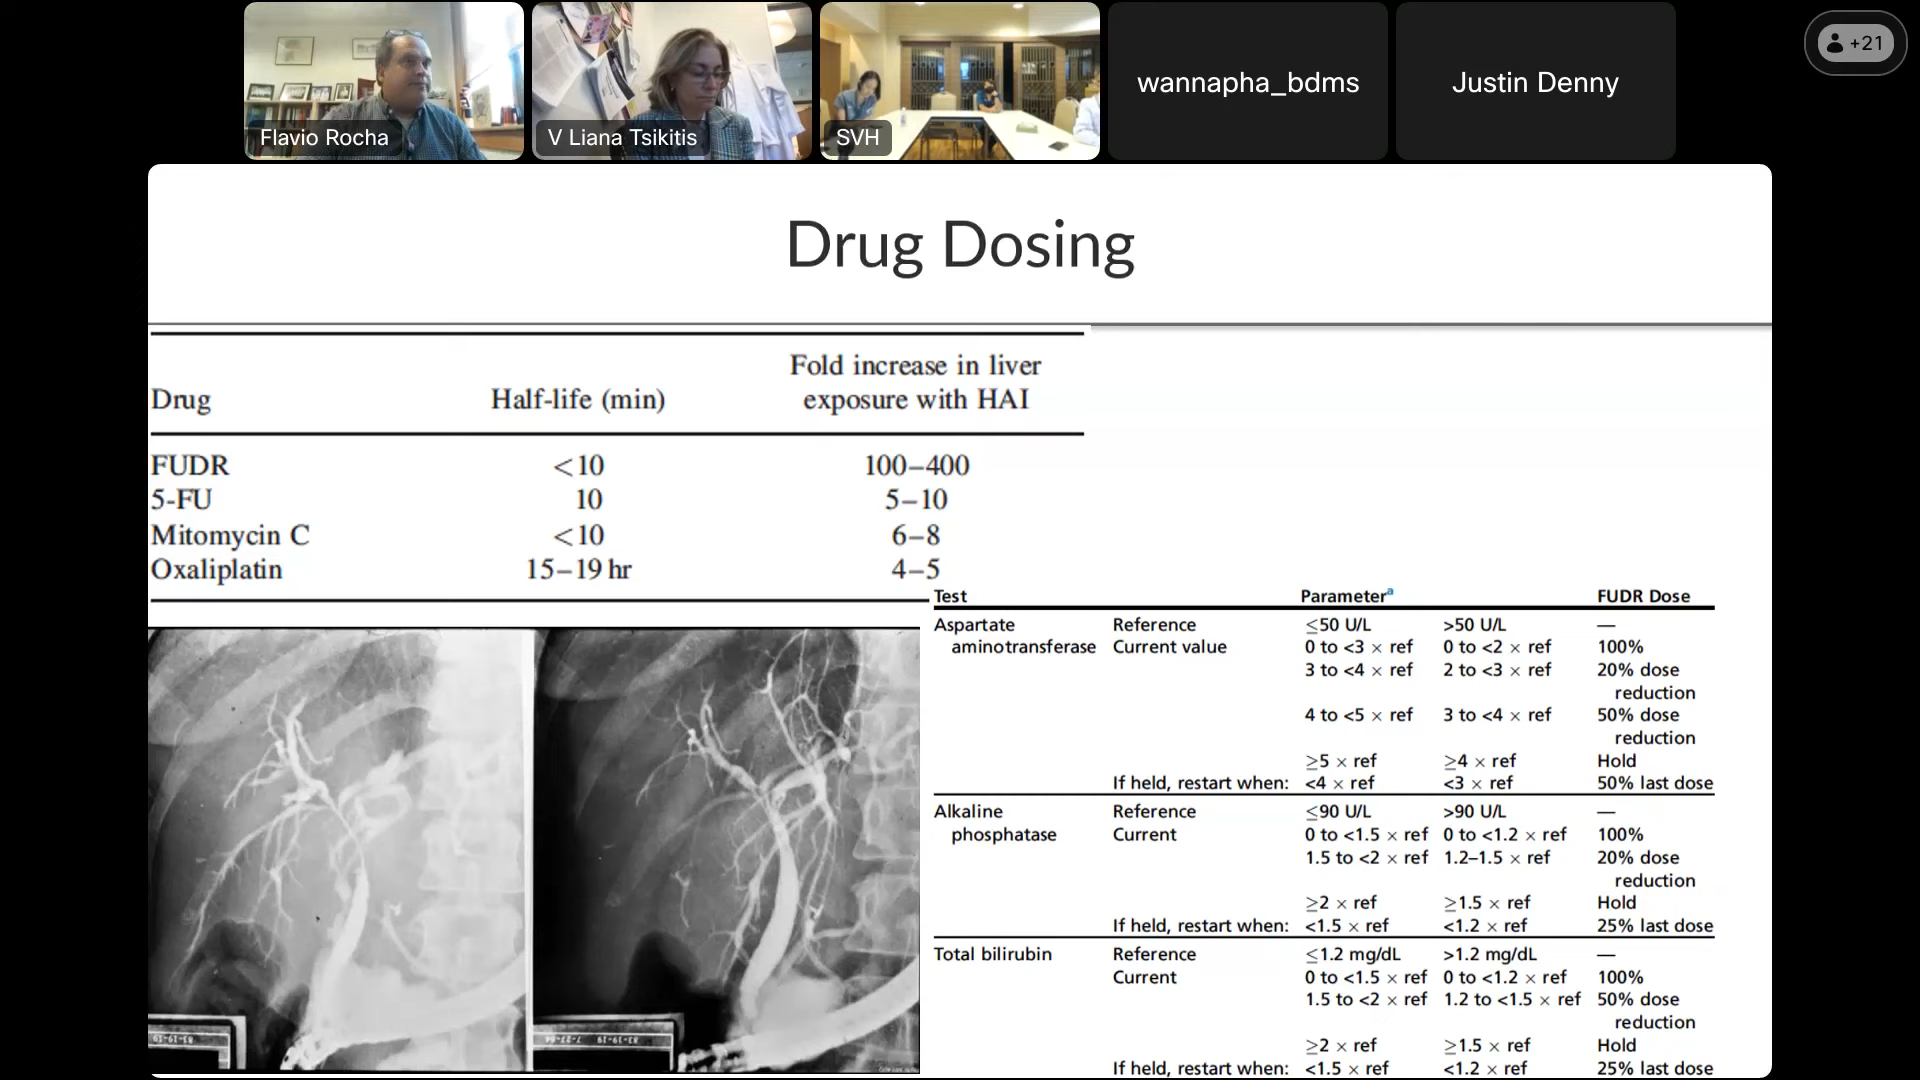 Flavio Rocha
V Liana Tsikitis
SVH
wannapha_bdms
Justin Denny
+21
Drug Dosing
Drug Half-life (min) Fold increase in liver exposure with HAI
FUDR <10 100–400
5-FU 10 5–10
Mitomycin C <10 6–8
Oxaliplatin 15–19 hr 4–5
Test Parameterᵃ FUDR Dose
Aspartate Reference ≤50 U/L >50 U/L —
aminotransferase Current value 0 to <3 × ref 0 to <2 × ref 100%
3 to <4 × ref 2 to <3 × ref 20% dose
reduction
4 to <5 × ref 3 to <4 × ref 50% dose
reduction
≥5 × ref ≥4 × ref Hold
If held, restart when: <4 × ref <3 × ref 50% last dose
Alkaline Reference ≤90 U/L >90 U/L —
phosphatase Current 0 to <1.5 × ref 0 to <1.2 × ref 100%
1.5 to <2 × ref 1.2–1.5 × ref 20% dose
reduction
≥2 × ref ≥1.5 × ref Hold
If held, restart when: <1.5 × ref <1.2 × ref 25% last dose
Total bilirubin Reference ≤1.2 mg/dL >1.2 mg/dL —
Current 0 to <1.5 × ref 0 to <1.2 × ref 100%
1.5 to <2 × ref 1.2 to <1.5 × ref 50% dose
reduction
≥2 × ref ≥1.5 × ref Hold
If held, restart when: <1.5 × ref <1.2 × ref 25% last dose